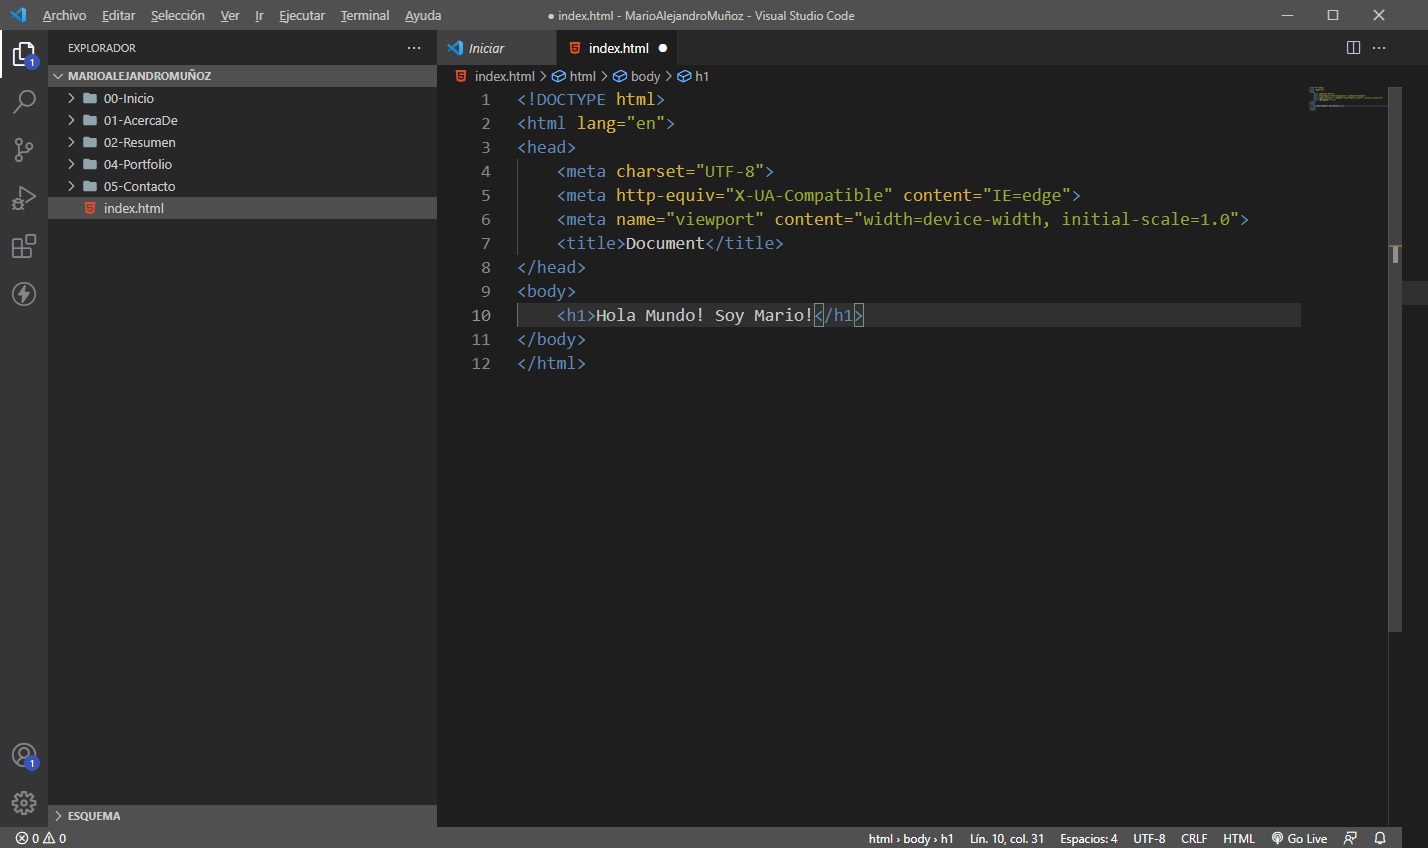 Archivo Editar Selección Ver Ir Ejecutar Terminal Ayuda
● index.html - MarioAlejandroMuñoz - Visual Studio Code
EXPLORADOR
MARIOALEJANDROMUÑOZ
00-Inicio
01-AcercaDe
02-Resumen
04-Portfolio
05-Contacto
index.html
ESQUEMA
1
1
Iniciar
index.html ●
index.html > html > body > h1
1 <!DOCTYPE html>
2 <html lang="en">
3 <head>
4 <meta charset="UTF-8">
5 <meta http-equiv="X-UA-Compatible" content="IE=edge">
6 <meta name="viewport" content="width=device-width, initial-scale=1.0">
7 <title>Document</title>
8 </head>
9 <body>
10 <h1>Hola Mundo! Soy Mario!</h1>
11 </body>
12 </html>
0 0
html › body › h1 Lín. 10, col. 31 Espacios: 4 UTF-8 CRLF HTML Go Live